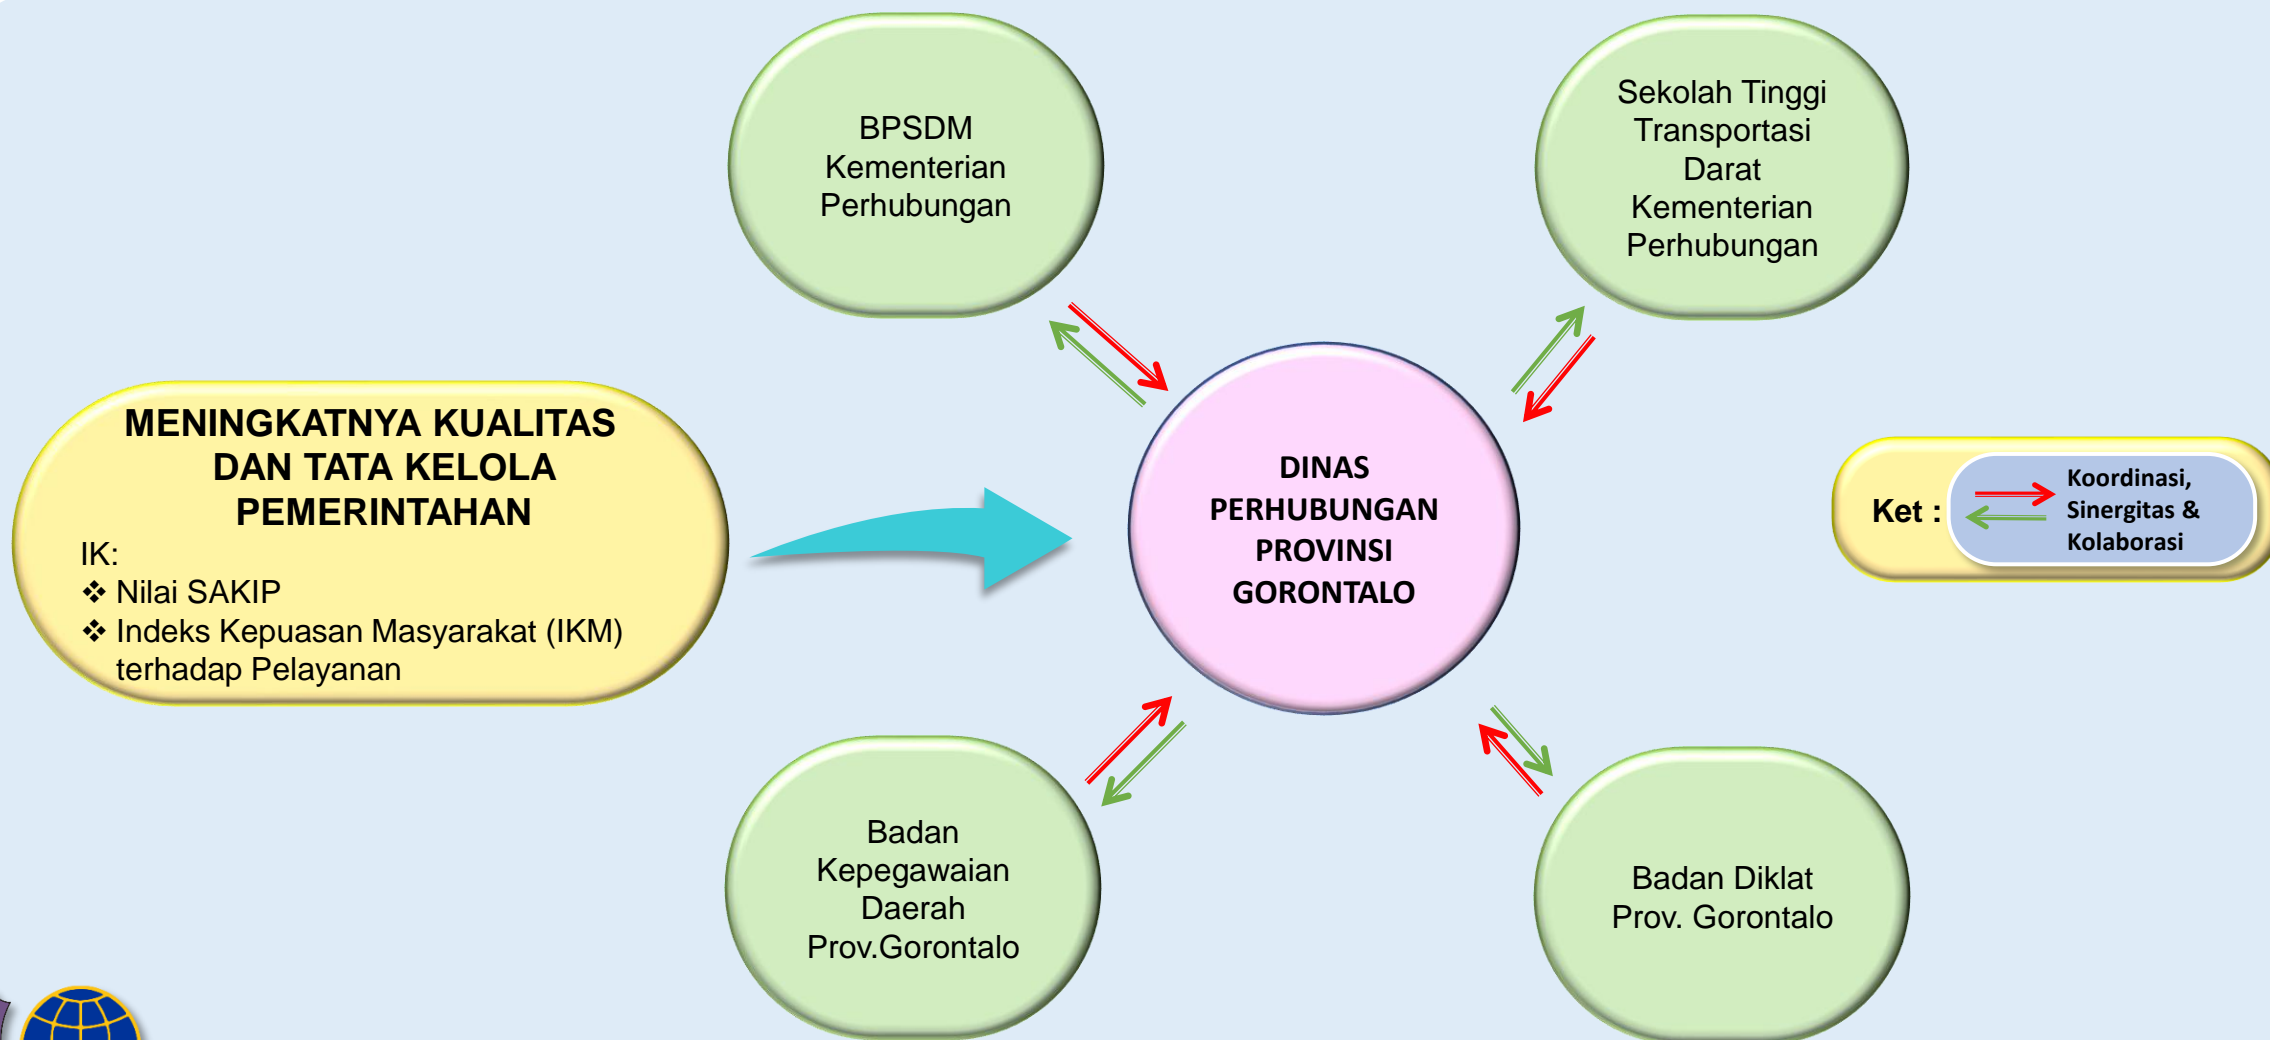 BPSDM
Kementerian
Perhubungan
Sekolah Tinggi
Transportasi
Darat
Kementerian
Perhubungan
MENINGKATNYA KUALITAS
DAN TATA KELOLA
PEMERINTAHAN
IK:
❖ Nilai SAKIP
❖ Indeks Kepuasan Masyarakat (IKM)
terhadap Pelayanan
DINAS
PERHUBUNGAN
PROVINSI
GORONTALO
Ket :
Koordinasi,
Sinergitas &
Kolaborasi
Badan
Kepegawaian
Daerah
Prov.Gorontalo
Badan Diklat
Prov. Gorontalo